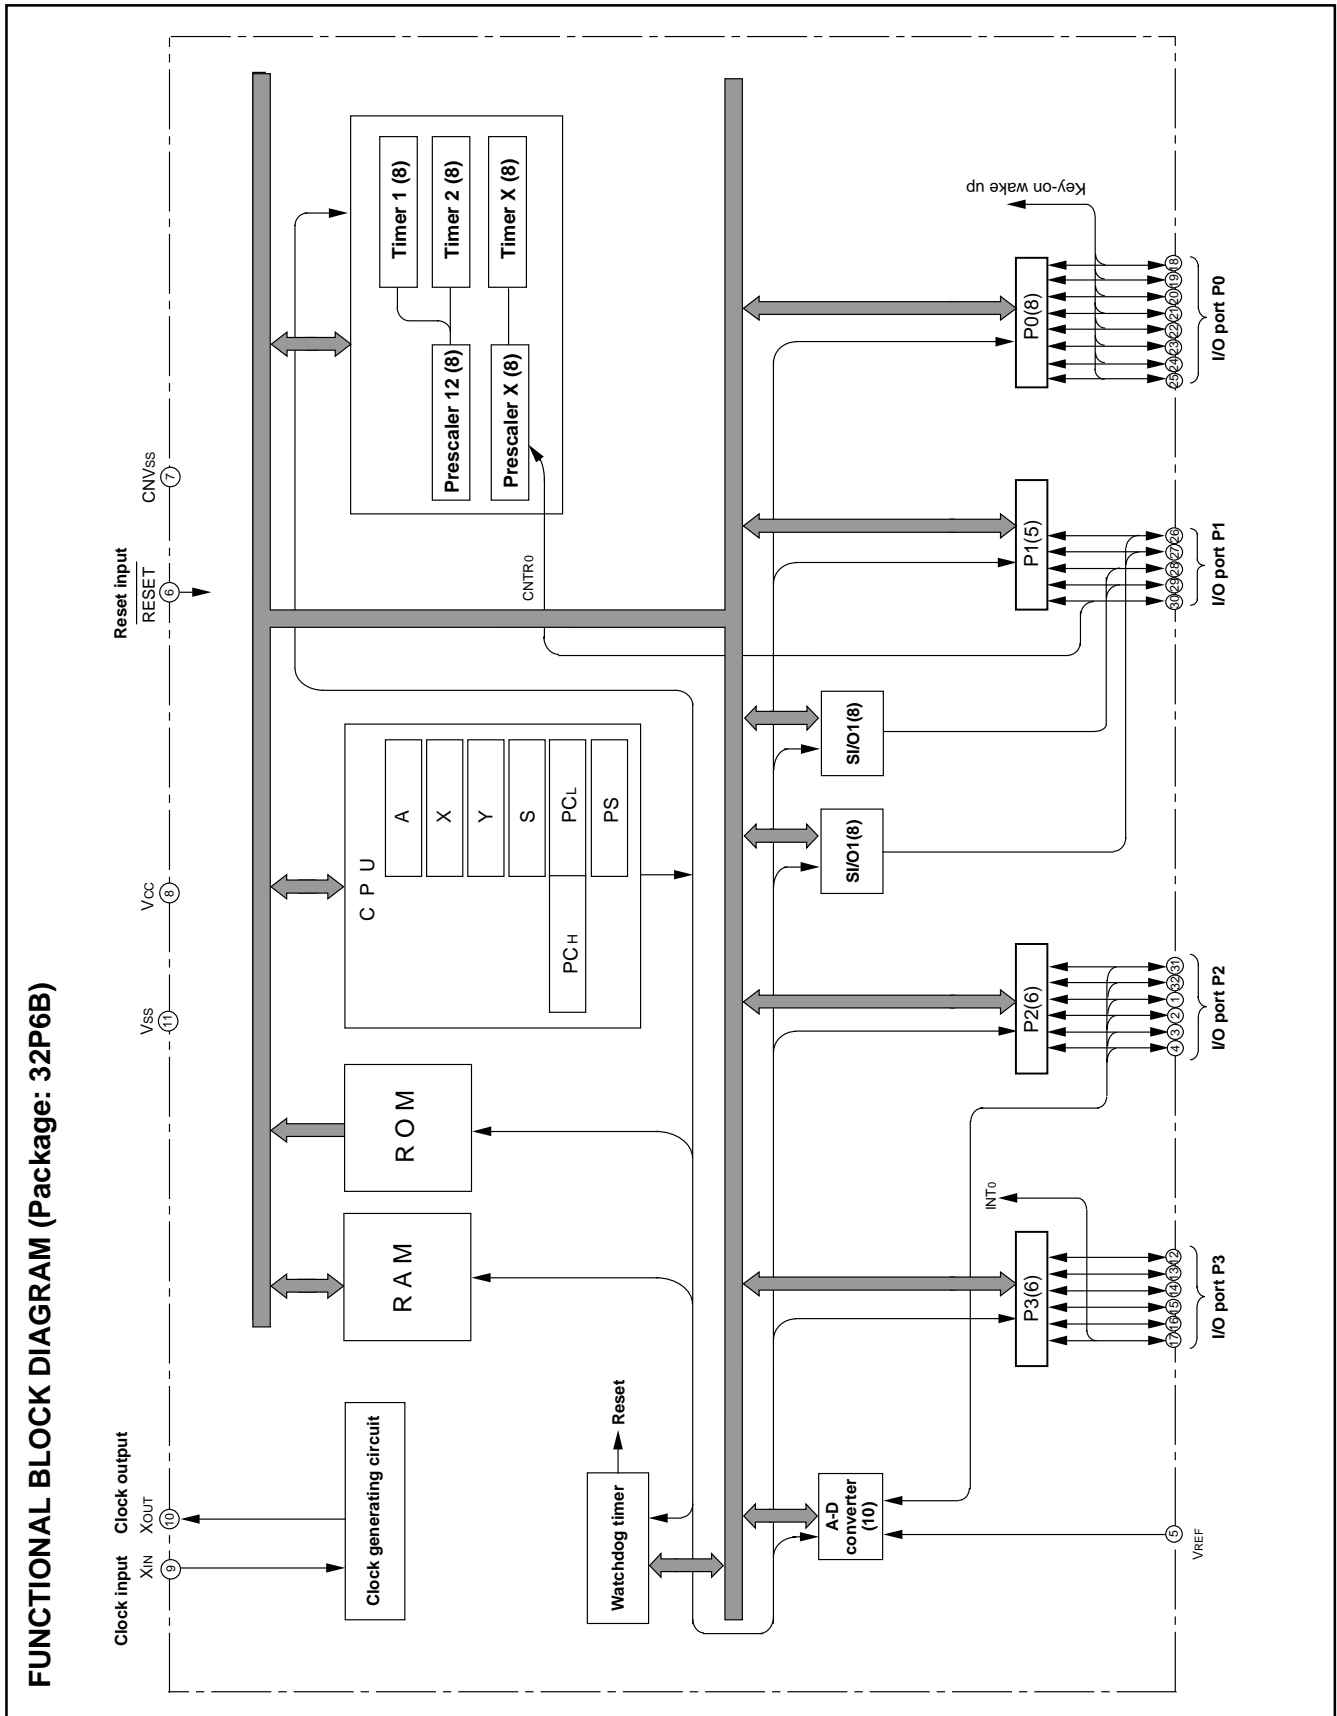 FUNCTIONAL BLOCK DIAGRAM (Package: 32P6B)
Clock input
XIN
9
Clock output
XOUT
10
VSS
11
VCC
8
Reset input
RESET
6
CNVSS
7
Clock generating circuit
RAM
ROM
CPU
A
X
Y
S
PCH
PCL
PS
Timer 1 (8)
Prescaler 12 (8)
Timer 2 (8)
Prescaler X (8)
Timer X (8)
CNTR0
Watchdog timer
Reset
A-D
converter
(10)
SI/O1(8)
SI/O1(8)
INT0
Key-on wake up
P3(6)
P2(6)
P1(5)
P0(8)
5
17 16 15 14 13 12
4 3 2 1 32 31
30 29 28 27 26
25 24 23 22 21 20 19 18
VREF
I/O port P3
I/O port P2
I/O port P1
I/O port P0